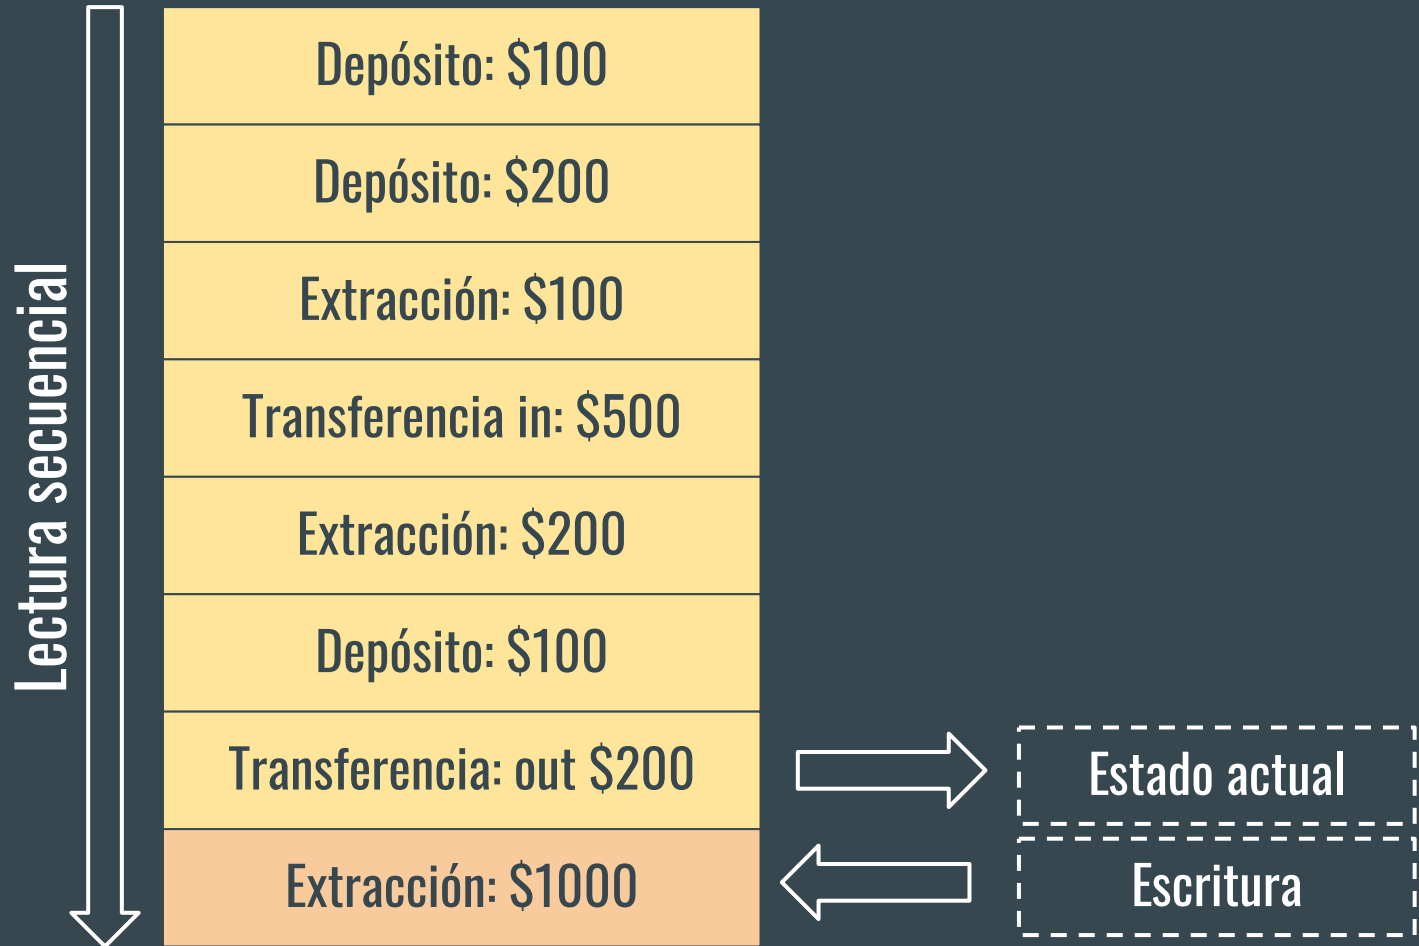 Lectura secuencial
Depósito: $100
Depósito: $200
Extracción: $100
Transferencia in: $500
Extracción: $200
Depósito: $100
Transferencia: out $200
Estado actual
Extracción: $1000
Escritura